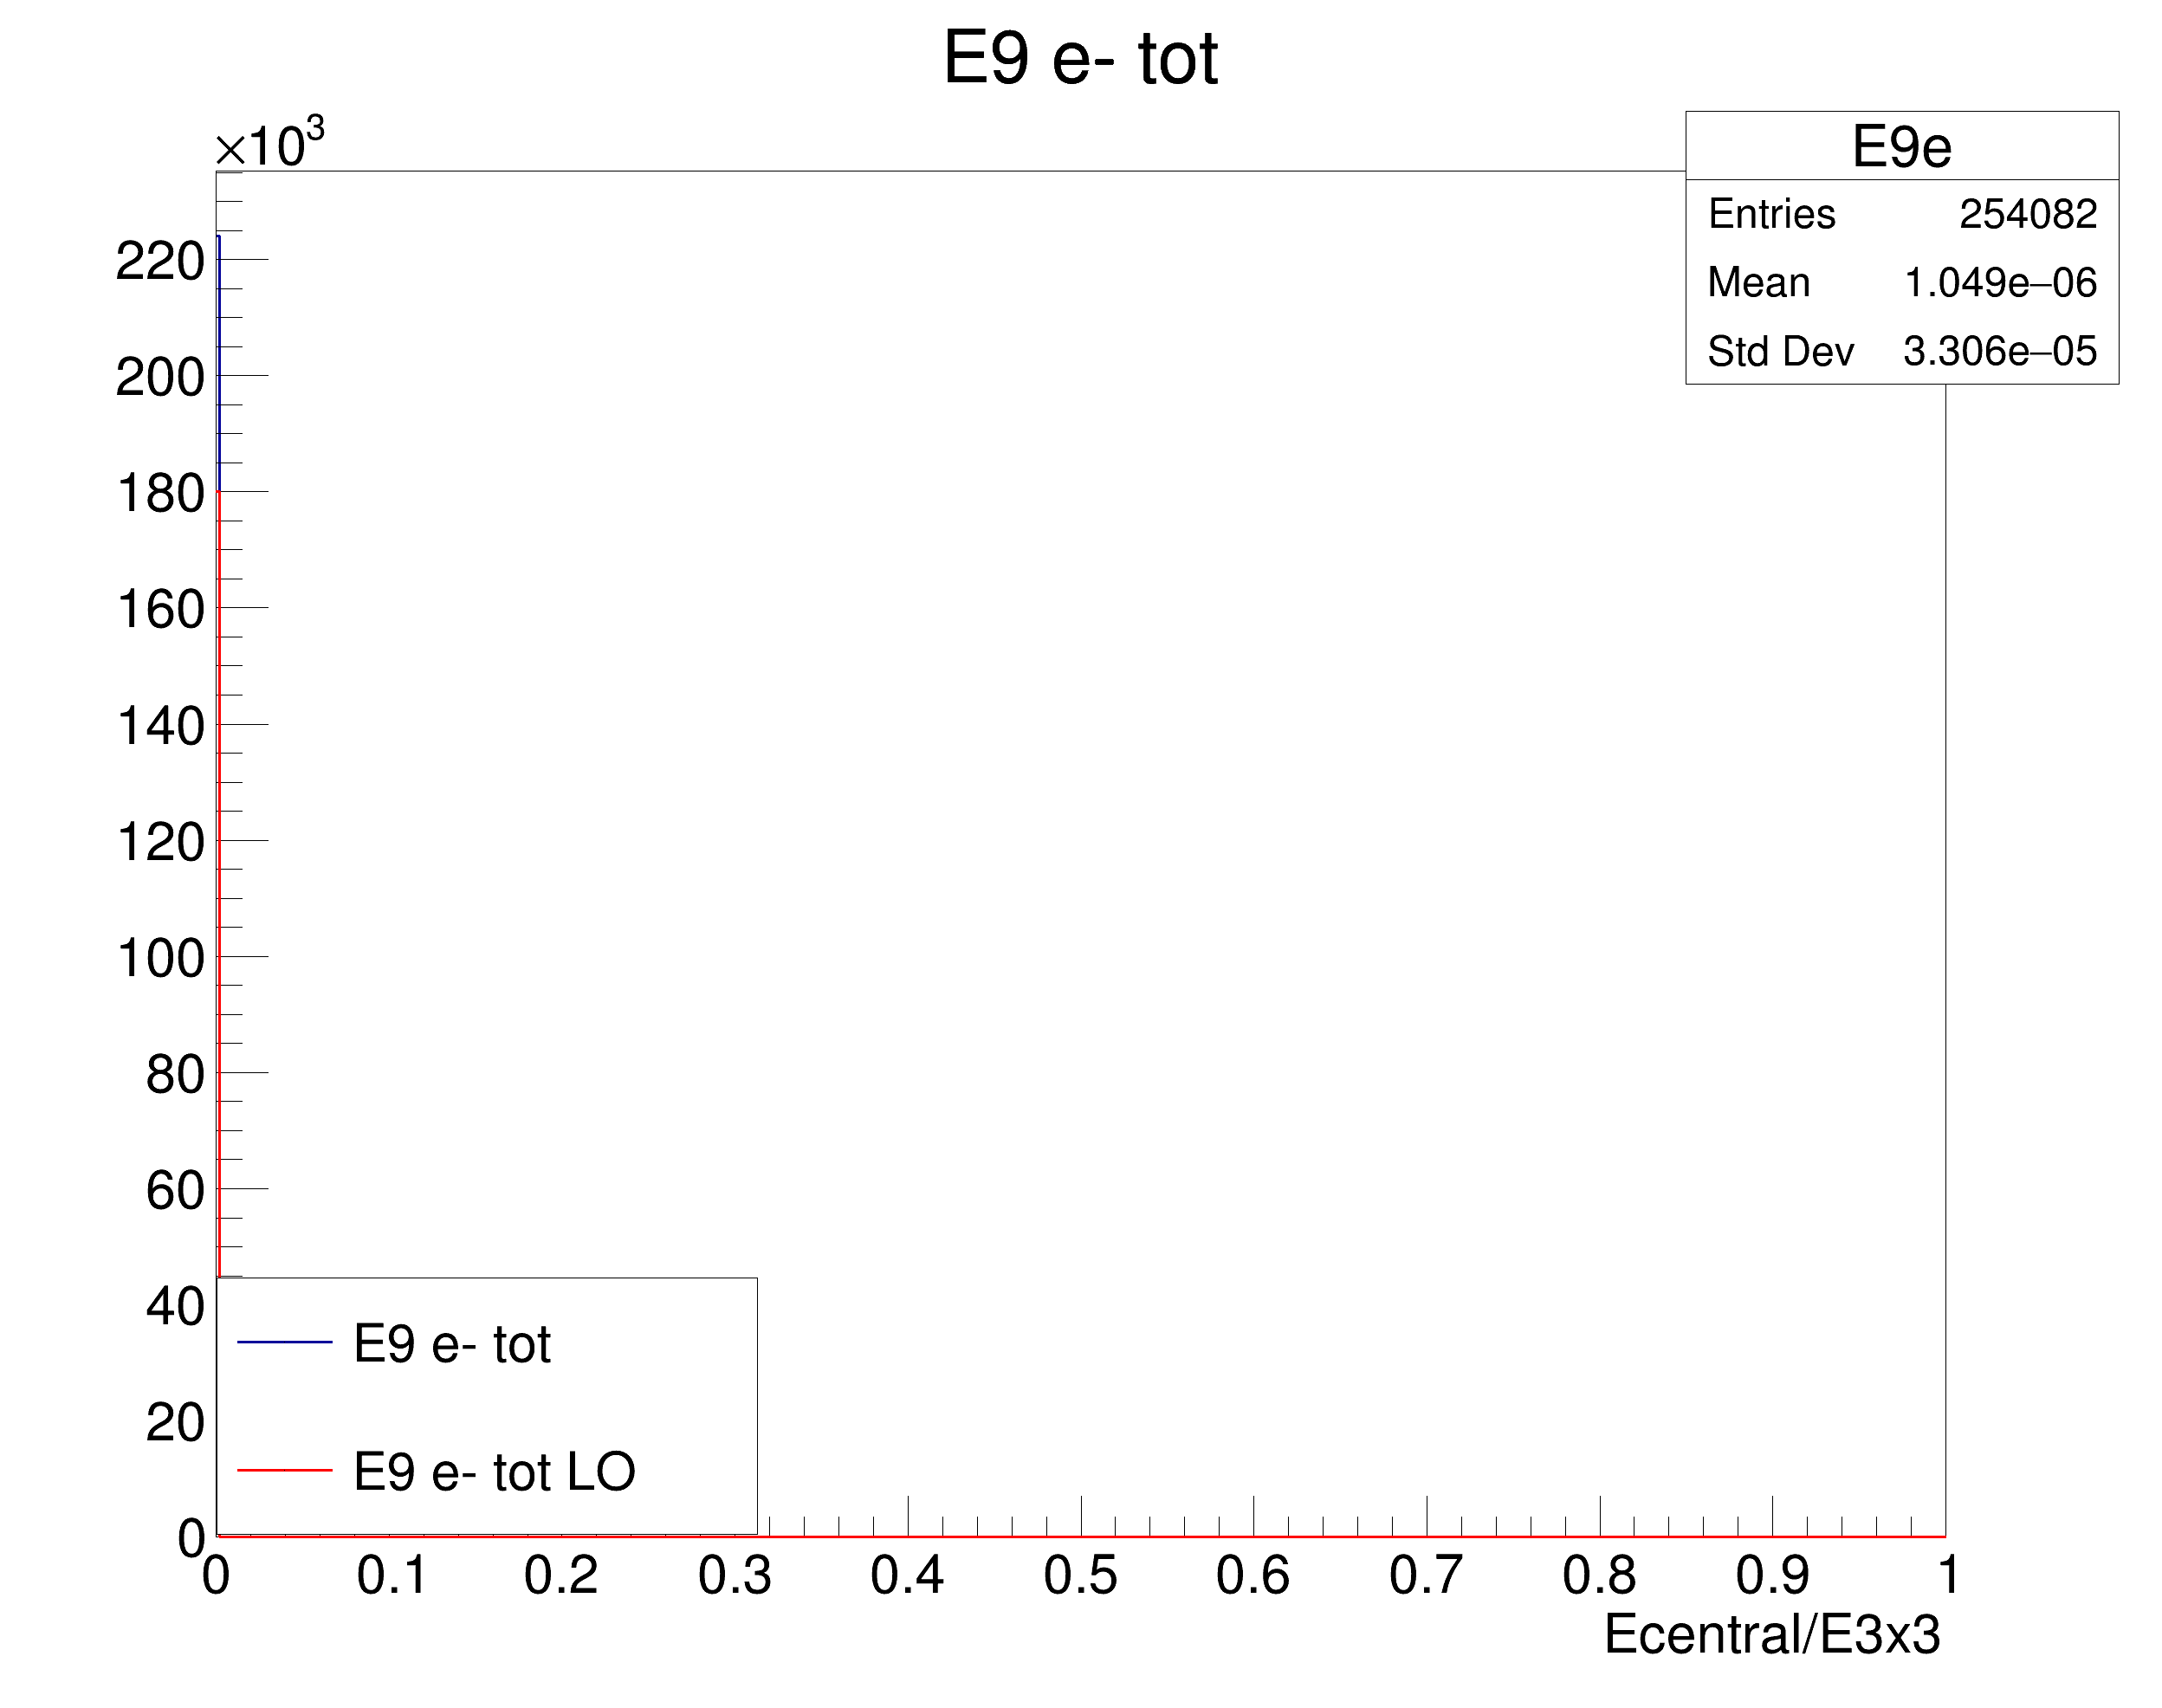 E9 e- tot
×10³
E9e
Entries 254082
Mean 1.049e–06
Std Dev 3.306e–05
220
200
180
160
140
120
100
80
60
40
20
0
E9 e- tot
E9 e- tot LO
0 0.1 0.2 0.3 0.4 0.5 0.6 0.7 0.8 0.9 1
Ecentral/E3x3